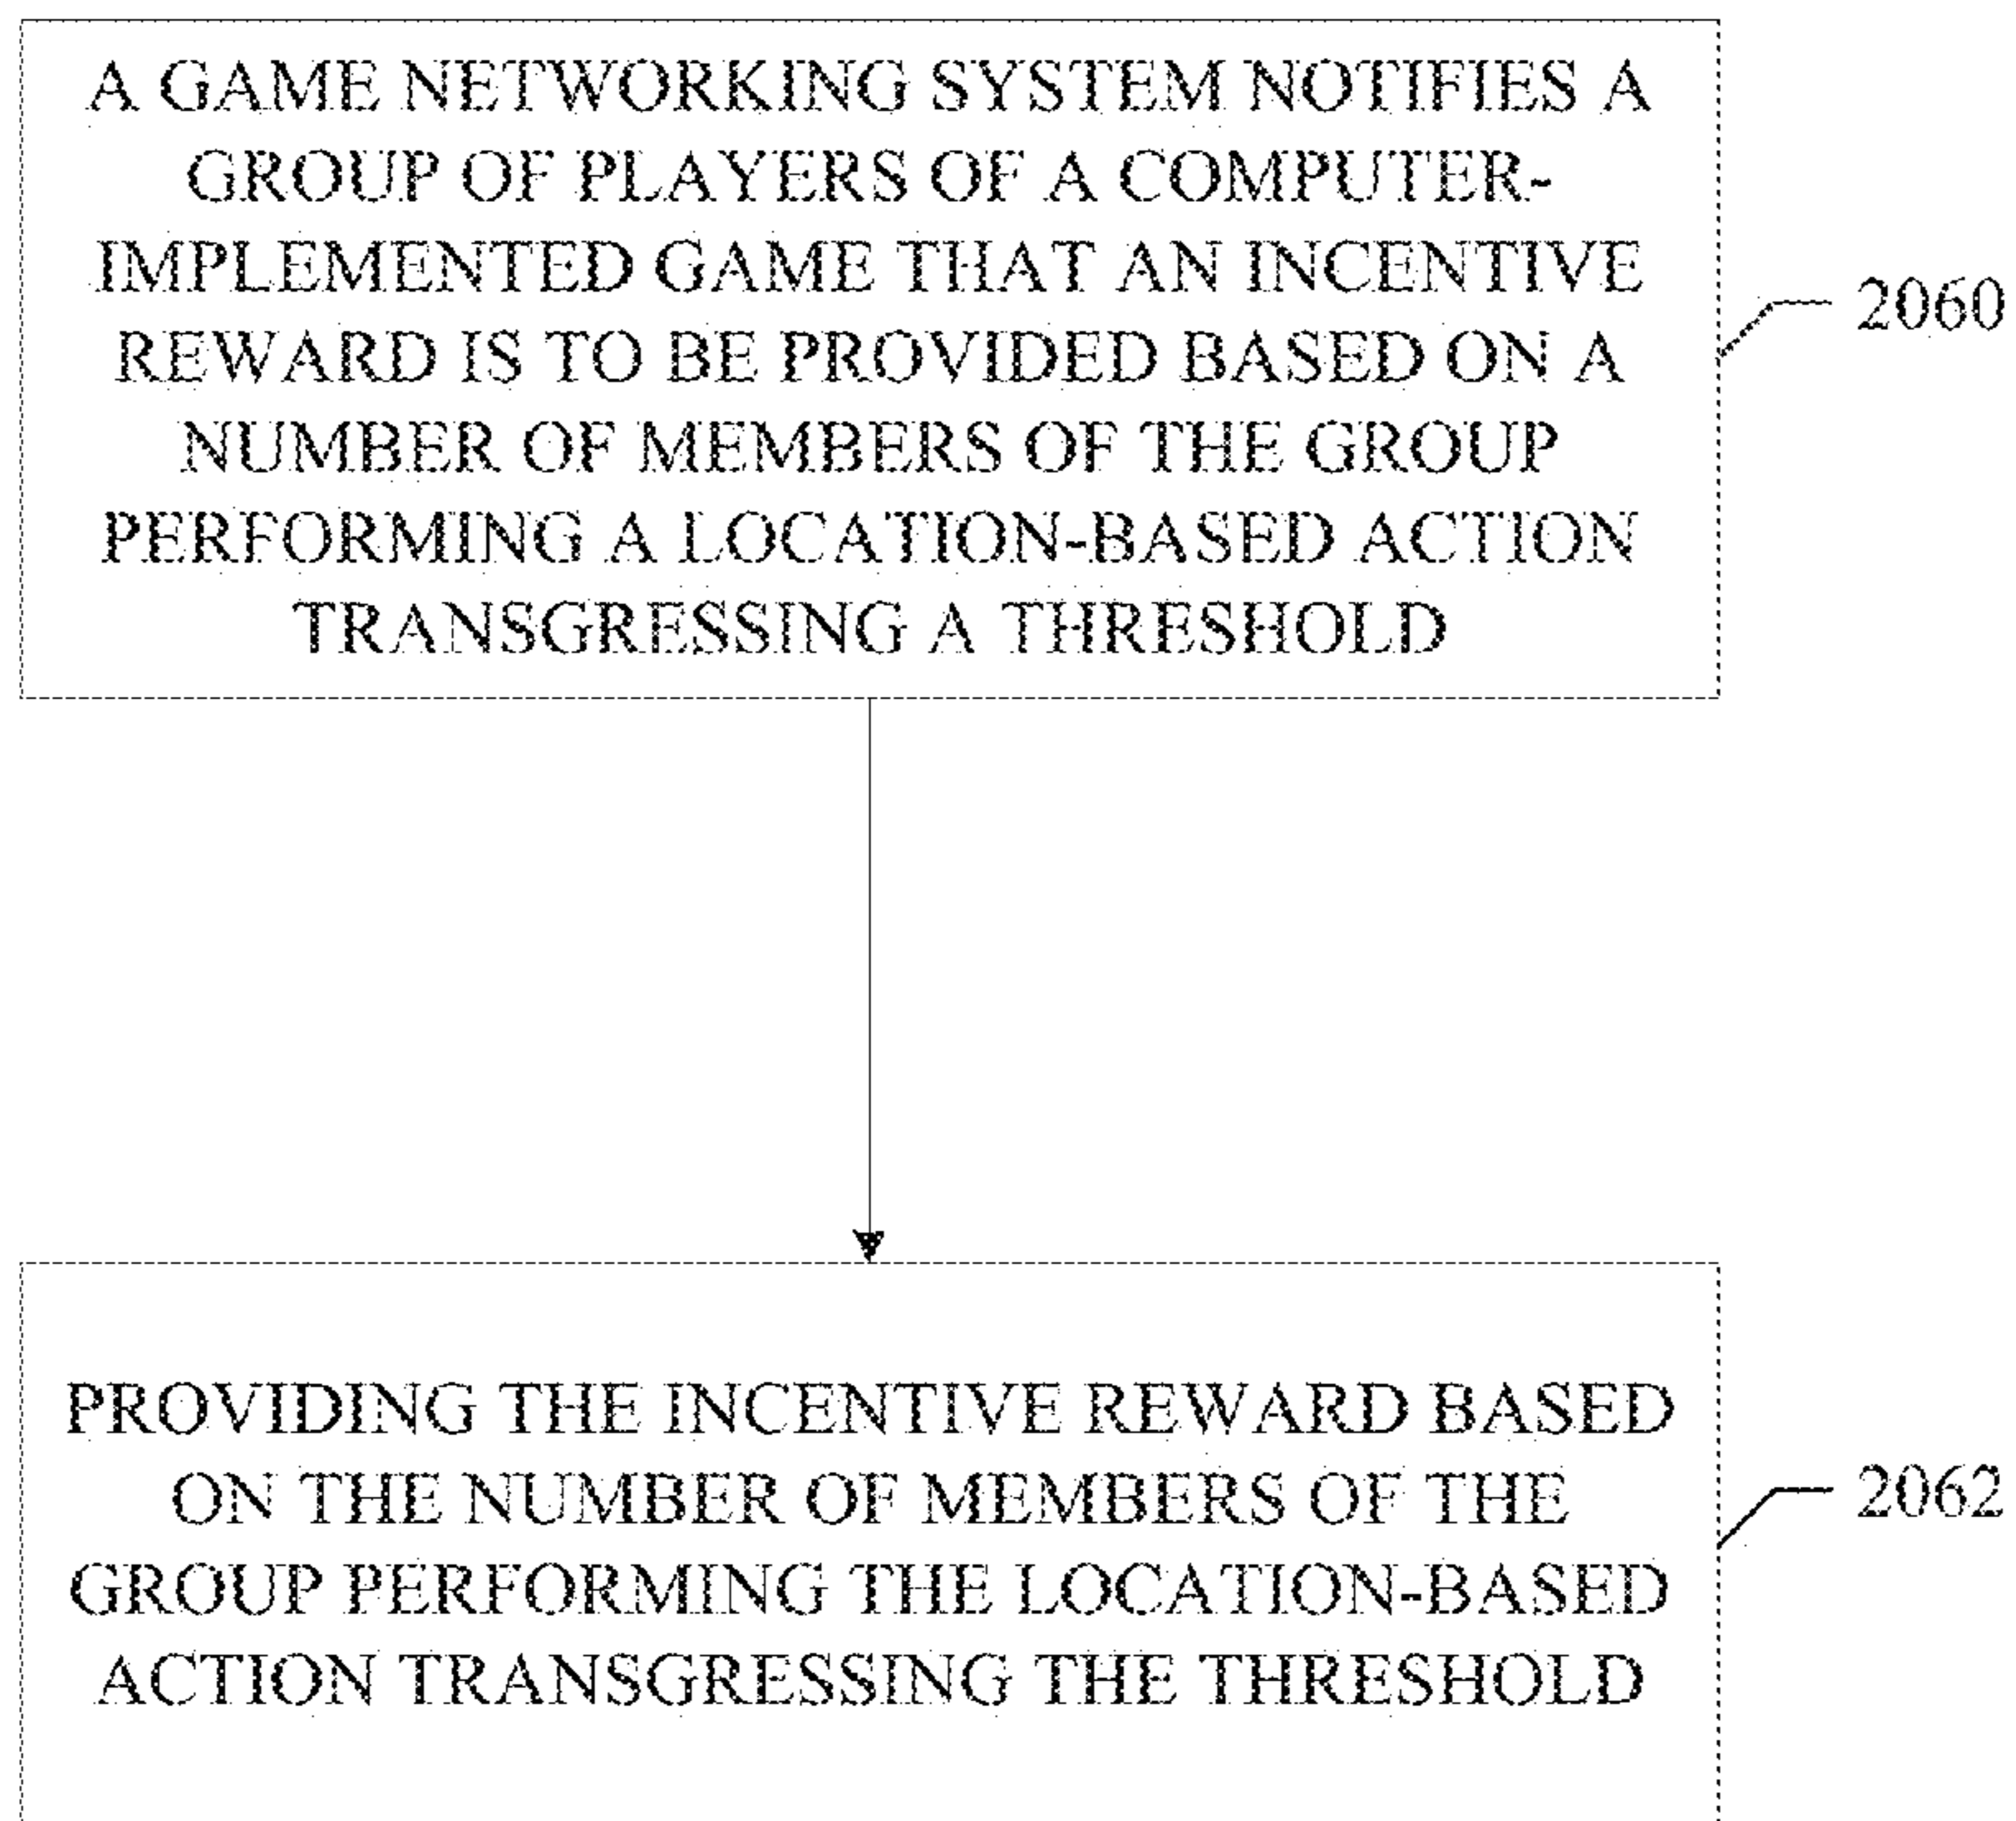 A GAME NETWORKING SYSTEM NOTIFIES A
GROUP OF PLAYERS OF A COMPUTER-
IMPLEMENTED GAME THAT AN INCENTIVE
REWARD IS TO BE PROVIDED BASED ON A
NUMBER OF MEMBERS OF THE GROUP
PERFORMING A LOCATION-BASED ACTION
TRANSGRESSING A THRESHOLD
2060
PROVIDING THE INCENTIVE REWARD BASED
ON THE NUMBER OF MEMBERS OF THE
GROUP PERFORMING THE LOCATION-BASED
ACTION TRANSGRESSING THE THRESHOLD
2062